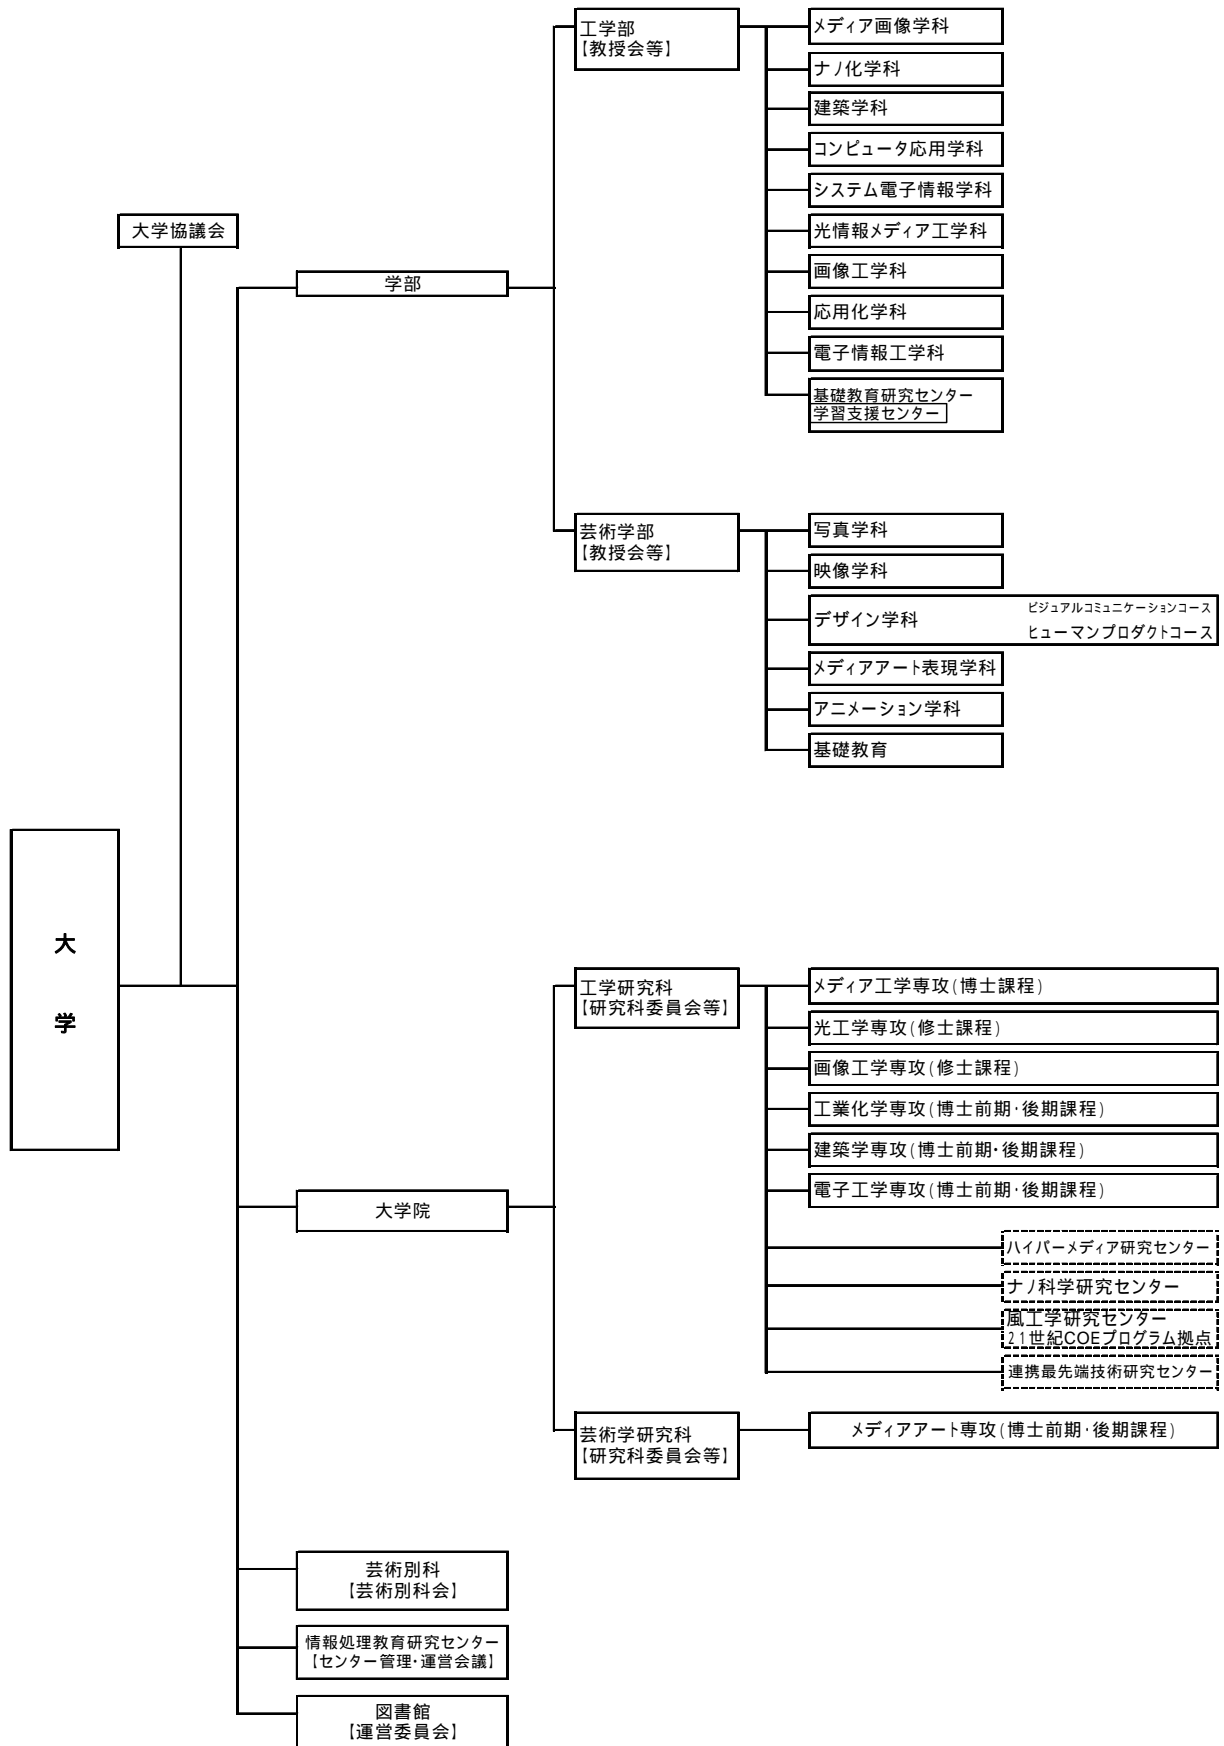 大学
大学協議会
学部
工学部
【教授会等】
メディア画像学科
ナノ化学科
建築学科
コンピュータ応用学科
システム電子情報学科
光情報メディア工学科
画像工学科
応用化学科
電子情報工学科
基礎教育研究センター
学習支援センター
芸術学部
【教授会等】
写真学科
映像学科
デザイン学科
ビジュアルコミュニケーションコース
ヒューマンプロダクトコース
メディアアート表現学科
アニメーション学科
基礎教育
大学院
工学研究科
【研究科委員会等】
メディア工学専攻(博士課程)
光工学専攻(修士課程)
画像工学専攻(修士課程)
工業化学専攻(博士前期・後期課程)
建築学専攻(博士前期・後期課程)
電子工学専攻(博士前期・後期課程)
ハイパーメディア研究センター
ナノ科学研究センター
風工学研究センター
21世紀COEプログラム拠点
連携最先端技術研究センター
芸術学研究科
【研究科委員会等】
メディアアート専攻(博士前期・後期課程)
芸術別科
【芸術別科会】
情報処理教育研究センター
【センター管理・運営会議】
図書館
【運営委員会】